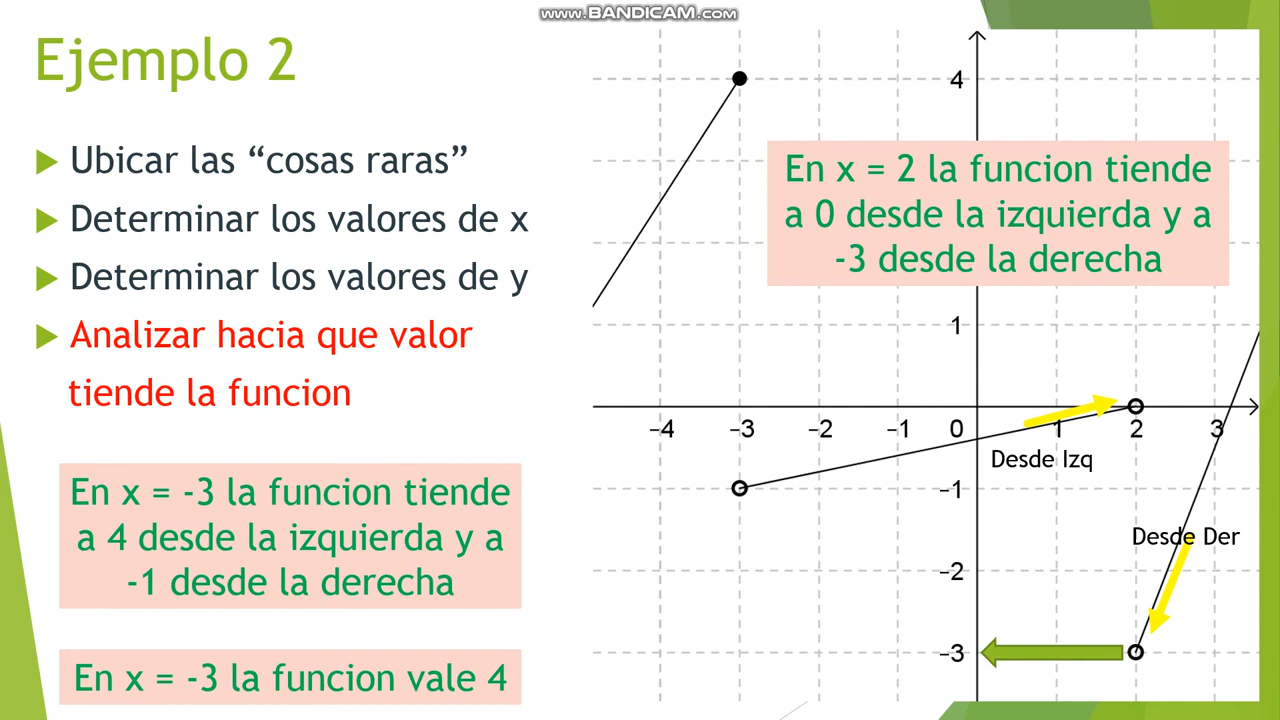 www.BANDICAM.com
Ejemplo 2
Ubicar las “cosas raras”
Determinar los valores de x
Determinar los valores de y
Analizar hacia que valor
tiende la funcion
En x = -3 la funcion tiende
a 4 desde la izquierda y a
-1 desde la derecha
En x = -3 la funcion vale 4
En x = 2 la funcion tiende
a 0 desde la izquierda y a
-3 desde la derecha
4
1
−4 −3 −2 −1 0 1 2 3
Desde Izq
−1
Desde Der
−2
−3